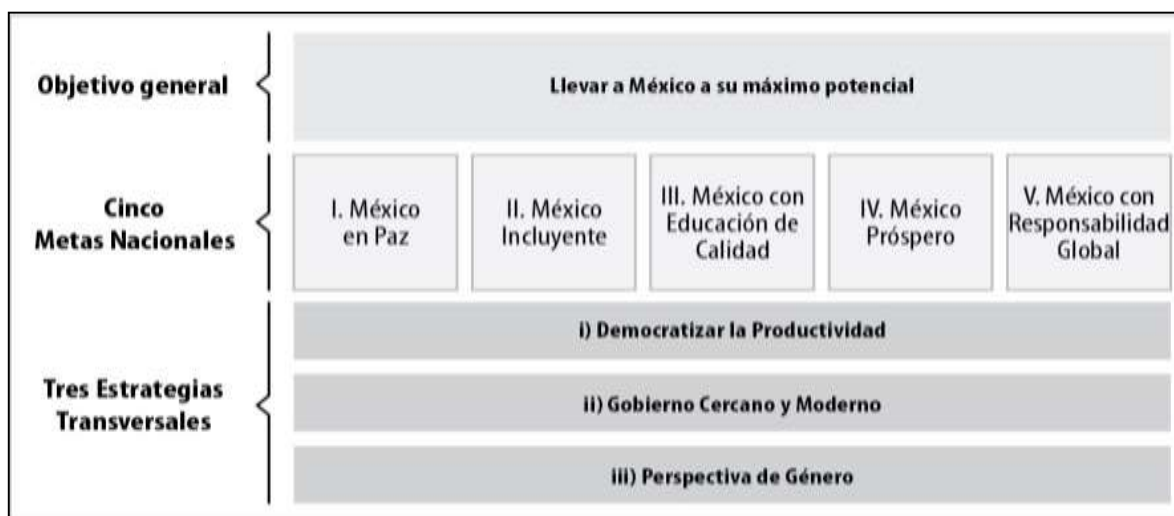 Objetivo general
Llevar a México a su máximo potencial
Cinco
Metas Nacionales
I. México
en Paz
II. México
Incluyente
III. México con
Educación de
Calidad
IV. México
Próspero
V. México con
Responsabilidad
Global
Tres Estrategias
Transversales
i) Democratizar la Productividad
ii) Gobierno Cercano y Moderno
iii) Perspectiva de Género